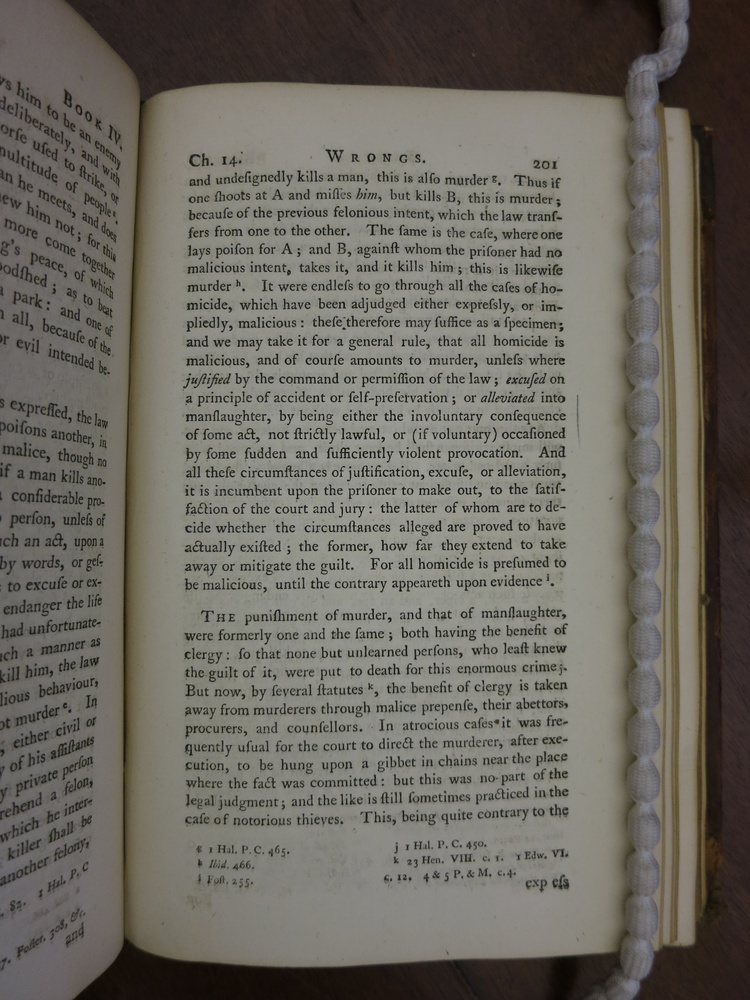 BOOK IV.
ys him to be an enemy
deliberately, and with
orſe uſed to ſtrike, or
multitude of people
an he meets, and does
ew him not; for this
more come together
g's peace, of which
oodſhed; as to beat
a park: and one of
all, becauſe of the
or evil intended be-
s expreſſed, the law
poiſons another, in
malice, though no
if a man kills ano-
conſiderable pro-
perſon, unleſs of
ch an act, upon a
by words, or geſ-
to excuſe or ex-
endanger the life
had unfortunate-
uch a manner as
kill him, the law
lious behaviour,
ot murder e. In
either civil or
y of his aſſiſtants
y private perſon
rehend a felon,
which he inter-
killer ſhall be
another felony,
82. 1 Hal. P. C
7. Foſter. 308, &c.
and
Ch. 14. WRONGS. 201
and undeſignedly kills a man, this is alſo murder g. Thus if
one ſhoots at A and miſſes him, but kills B, this is murder;
becauſe of the previous felonious intent, which the law tranſ-
fers from one to the other. The ſame is the caſe, where one
lays poiſon for A; and B, againſt whom the priſoner had no
malicious intent, takes it, and it kills him; this is likewiſe
murder h. It were endleſs to go through all the caſes of ho-
micide, which have been adjudged either expreſsly, or im-
pliedly, malicious: theſe therefore may ſuffice as a ſpecimen;
and we may take it for a general rule, that all homicide is
malicious, and of courſe amounts to murder, unleſs where
juſtified by the command or permiſſion of the law; excuſed on
a principle of accident or ſelf-preſervation; or alleviated into
manſlaughter, by being either the involuntary conſequence
of ſome act, not ſtrictly lawful, or (if voluntary) occaſioned
by ſome ſudden and ſufficiently violent provocation. And
all theſe circumſtances of juſtification, excuſe, or alleviation,
it is incumbent upon the priſoner to make out, to the ſatiſ-
faction of the court and jury: the latter of whom are to de-
cide whether the circumſtances alleged are proved to have
actually exiſted; the former, how far they extend to take
away or mitigate the guilt. For all homicide is preſumed to
be malicious, until the contrary appeareth upon evidence i.
THE puniſhment of murder, and that of manſlaughter,
were formerly one and the ſame; both having the benefit of
clergy: ſo that none but unlearned perſons, who leaſt knew
the guilt of it, were put to death for this enormous crime j.
But now, by ſeveral ſtatutes k, the benefit of clergy is taken
away from murderers through malice prepenſe, their abettors,
procurers, and counſellors. In atrocious caſes it was fre-
quently uſual for the court to direct the murderer, after exe-
cution, to be hung upon a gibbet in chains near the place
where the fact was committed: but this was no part of the
legal judgment; and the like is ſtill ſometimes practiced in the
caſe of notorious thieves. This, being quite contrary to the
g 1 Hal. P. C. 465.
h Ibid. 466.
i Foſt. 255.
j 1 Hal. P. C. 450.
k 23 Hen. VIII. c. 1. 1 Edw. VI.
c. 12, 4 & 5 P. & M. c. 4.
exp eſs